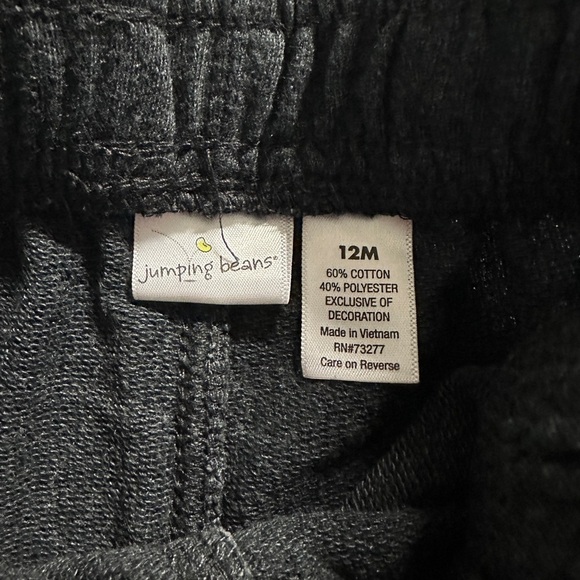 jumping beans®
12M
60% COTTON
40% POLYESTER
EXCLUSIVE OF
DECORATION
Made in Vietnam
RN#73277
Care on Reverse